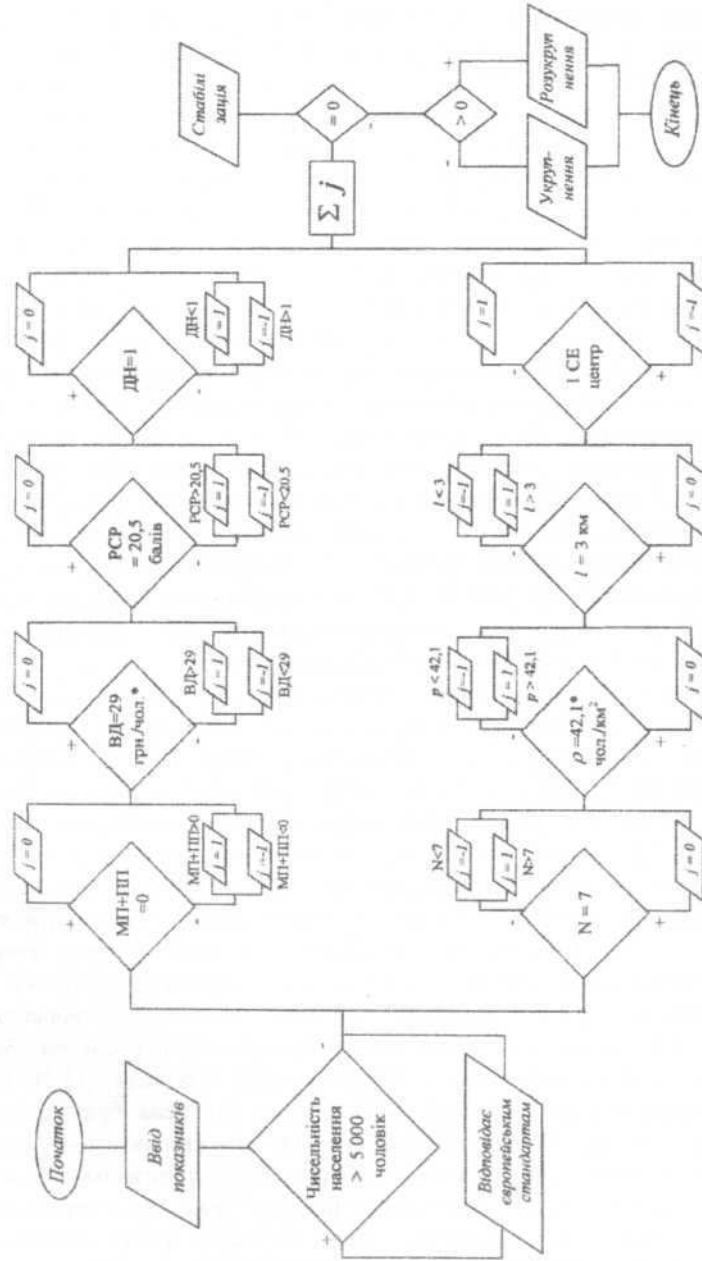 Початок
Ввід
показників
Чисельність
населення
> 5 000
чоловік
+
-
Відповідає
європейським
стандартам
МП+ПП
=0
+
-
j = 0
МП+ПП>0
j = 1
j =-1
МП+ПП<0
ВД=29
грн./чол.*
+
-
j = 0
ВД>29
j = 1
j =-1
ВД<29
РСР
= 20,5
балів
+
-
j = 0
РСР>20,5
j = 1
j =-1
РСР<20,5
ДН=1
+
-
j = 0
ДН<1
j = 1
j =-1
ДН>1
N = 7
-
+
N<7
j =-1
j = 1
N>7
j = 0
ρ =42,1*
чол./км²
-
+
p < 42,1
j=-1
j = 1
p > 42,1
j = 0
l = 3 км
-
+
l < 3
j=-1
j = 1
l > 3
j = 0
1 СЕ
центр
-
+
j =1
j =-1
Σ j
= 0
Стабілі
зація
-
> 0
-
+
Укруп-
нення
Розукруп
нення
Кінець